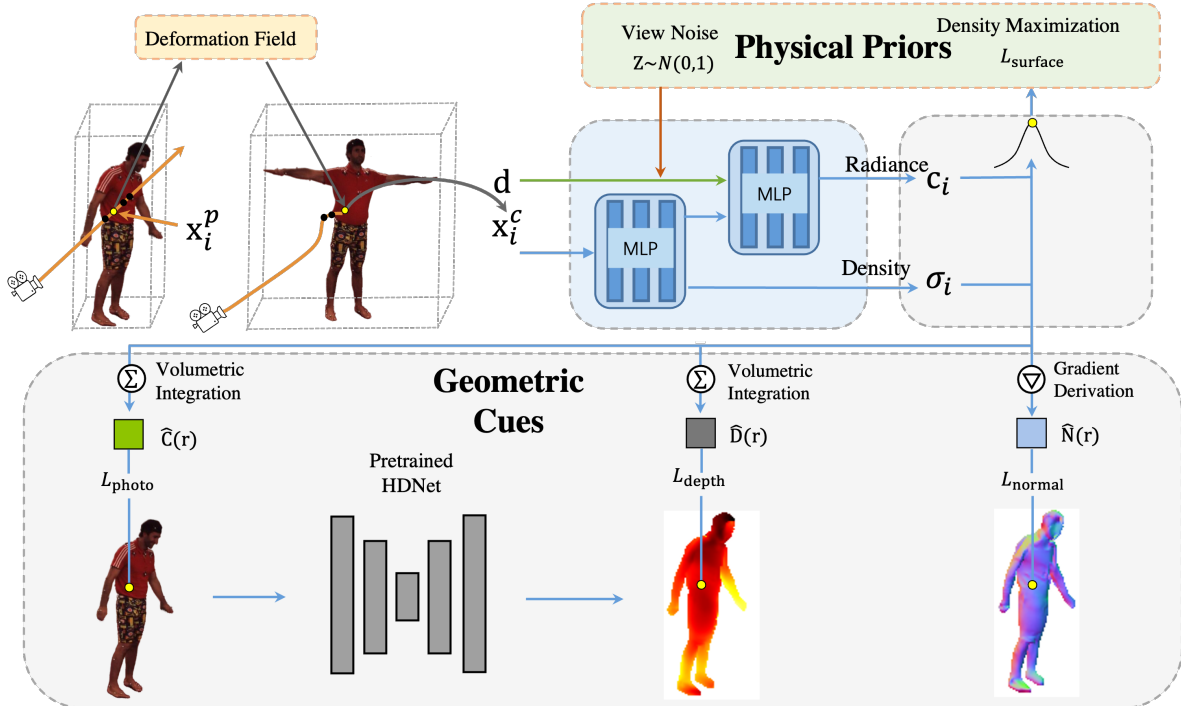 Deformation Field
View Noise
Z~N(0,1)
Physical Priors
Density Maximization
L_surface
x_i^p
d
x_i^c
MLP
MLP
Radiance
c_i
Density
σ_i
Σ
Volumetric
Integration
Geometric
Cues
Σ
Volumetric
Integration
∇
Gradient
Derivation
Ĉ(r)
D̂(r)
N̂(r)
L_photo
Pretrained
HDNet
L_depth
L_normal